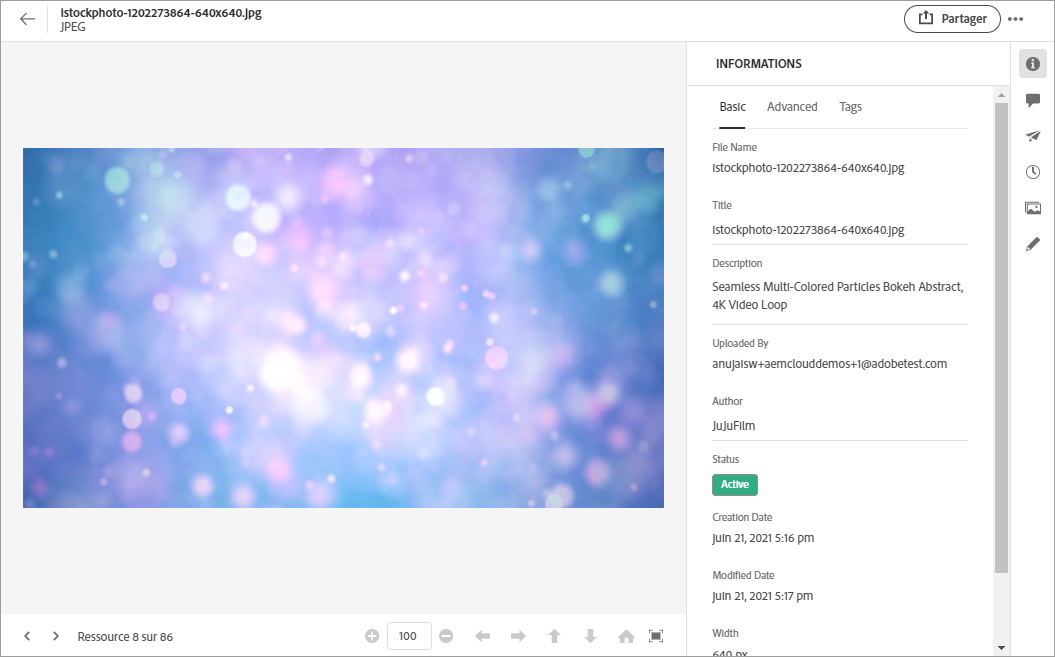 istockphoto-1202273864-640x640.jpg
JPEG
Partager
INFORMATIONS
Basic Advanced Tags
File Name
istockphoto-1202273864-640x640.jpg
Title
istockphoto-1202273864-640x640.jpg
Description
Seamless Multi-Colored Particles Bokeh Abstract,
4K Video Loop
Uploaded By
anujaisw+aemclouddemos+1@adobetest.com
Author
JuJuFilm
Status
Active
Creation Date
juin 21, 2021 5:16 pm
Modified Date
juin 21, 2021 5:17 pm
Width
640 px
Ressource 8 sur 86
100